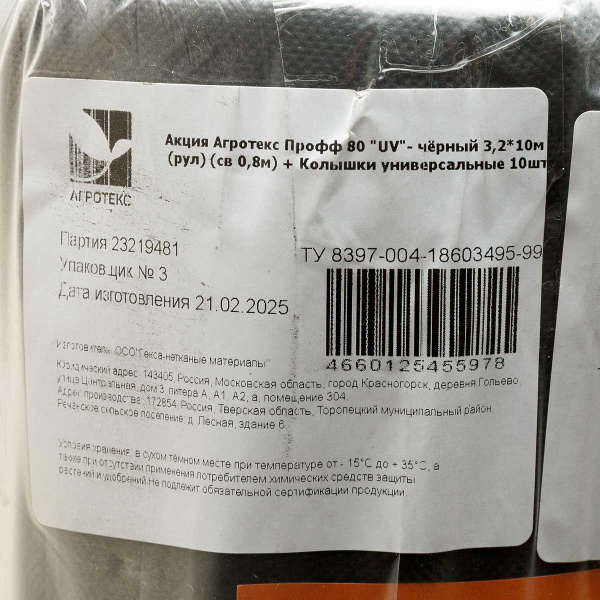 АГРОТЕКС
Акция Агротекс Профф 80 "UV"- чёрный 3,2*10м
(рул) (св 0,8м) + Колышки универсальные 10шт
Партия 23219481
Упаковщик № 3
Дата изготовления 21.02.2025
ТУ 8397-004-18603495-99
4660125455978
Изготовитель: ООО"Гекса-нетканые материалы"
Юридический адрес: 143405, Россия, Московская область, город Красногорск, деревня Гольево,
улица Центральная, дом 3, литера А, А1, А2, а, помещение 304
Адрес производства: 172854, Россия, Тверская область, Торопецкий муниципальный район,
Речанское сельское поселение, д. Лесная, здание 6
Условия хранения: в сухом тёмном месте при температуре от - 15°С до + 35°С, а
также при отсутствии применения потребителем химических средств защиты
растений и удобрений Не подлежит обязательной сертификации продукции.